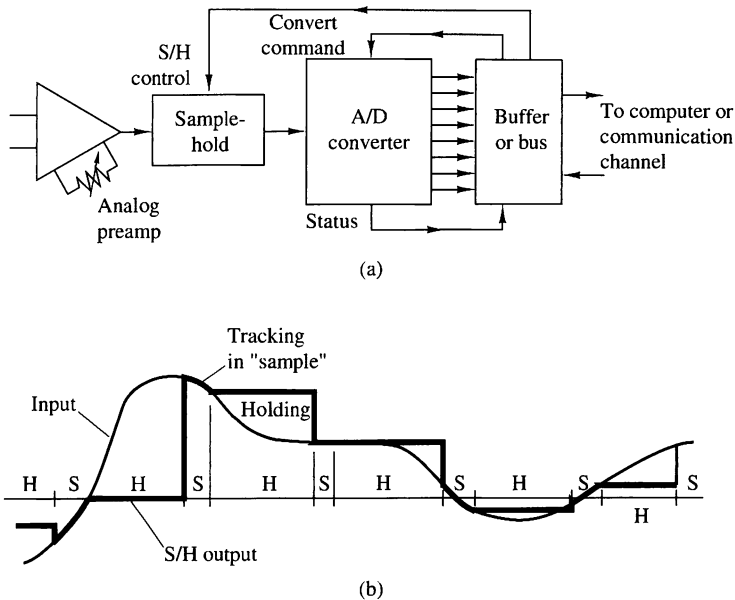 Convert
command
S/H
control
Sample-
hold
A/D
converter
Buffer
or bus
To computer or
communication
channel
Analog
preamp
Status
(a)
Tracking
in "sample"
Input
Holding
H S H S H S H S H S S
H
S/H output
(b)